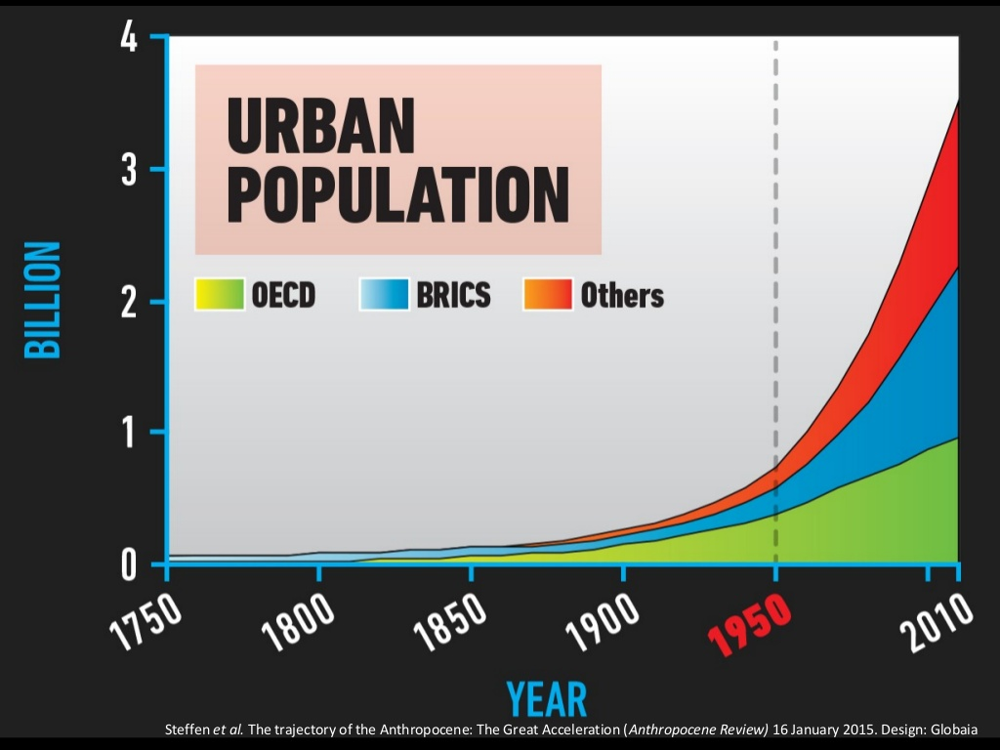 4
3
2
1
0
BILLION
URBAN
POPULATION
OECD BRICS Others
1750 1800 1850 1900 1950 2010
YEAR
Steffen et al. The trajectory of the Anthropocene: The Great Acceleration (Anthropocene Review) 16 January 2015. Design: Globaia